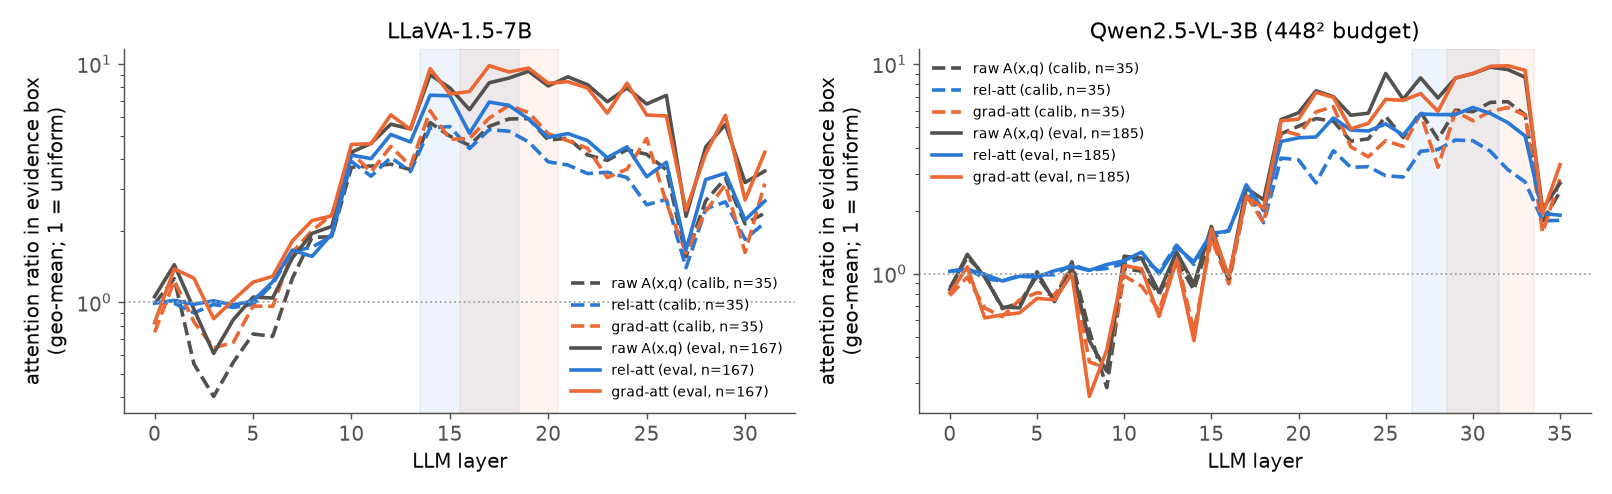 LLaVA-1.5-7B
attention ratio in evidence box
(geo-mean; 1 = uniform)
10¹
10⁰
raw A(x,q) (calib, n=35)
rel-att (calib, n=35)
grad-att (calib, n=35)
raw A(x,q) (eval, n=167)
rel-att (eval, n=167)
grad-att (eval, n=167)
0 5 10 15 20 25 30
LLM layer
Qwen2.5-VL-3B (448² budget)
attention ratio in evidence box
(geo-mean; 1 = uniform)
10¹
10⁰
raw A(x,q) (calib, n=35)
rel-att (calib, n=35)
grad-att (calib, n=35)
raw A(x,q) (eval, n=185)
rel-att (eval, n=185)
grad-att (eval, n=185)
0 5 10 15 20 25 30 35
LLM layer